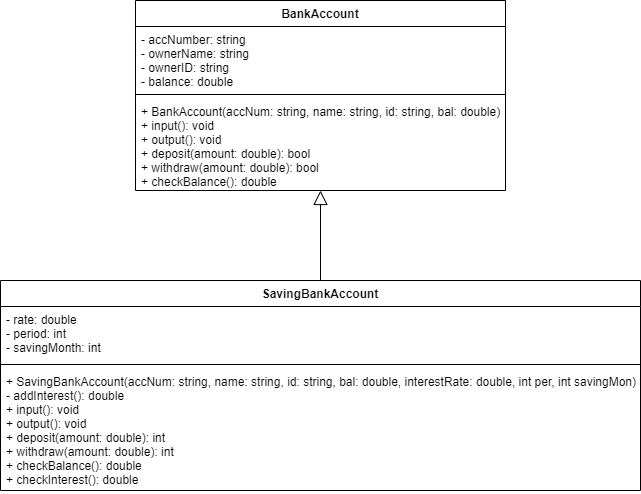 BankAccount
- accNumber: string
- ownerName: string
- ownerID: string
- balance: double
+ BankAccount(accNum: string, name: string, id: string, bal: double)
+ input(): void
+ output(): void
+ deposit(amount: double): bool
+ withdraw(amount: double): bool
+ checkBalance(): double
SavingBankAccount
- rate: double
- period: int
- savingMonth: int
+ SavingBankAccount(accNum: string, name: string, id: string, bal: double, interestRate: double, int per, int savingMon)
- addInterest(): double
+ input(): void
+ output(): void
+ deposit(amount: double): int
+ withdraw(amount: double): int
+ checkBalance(): double
+ checkInterest(): double